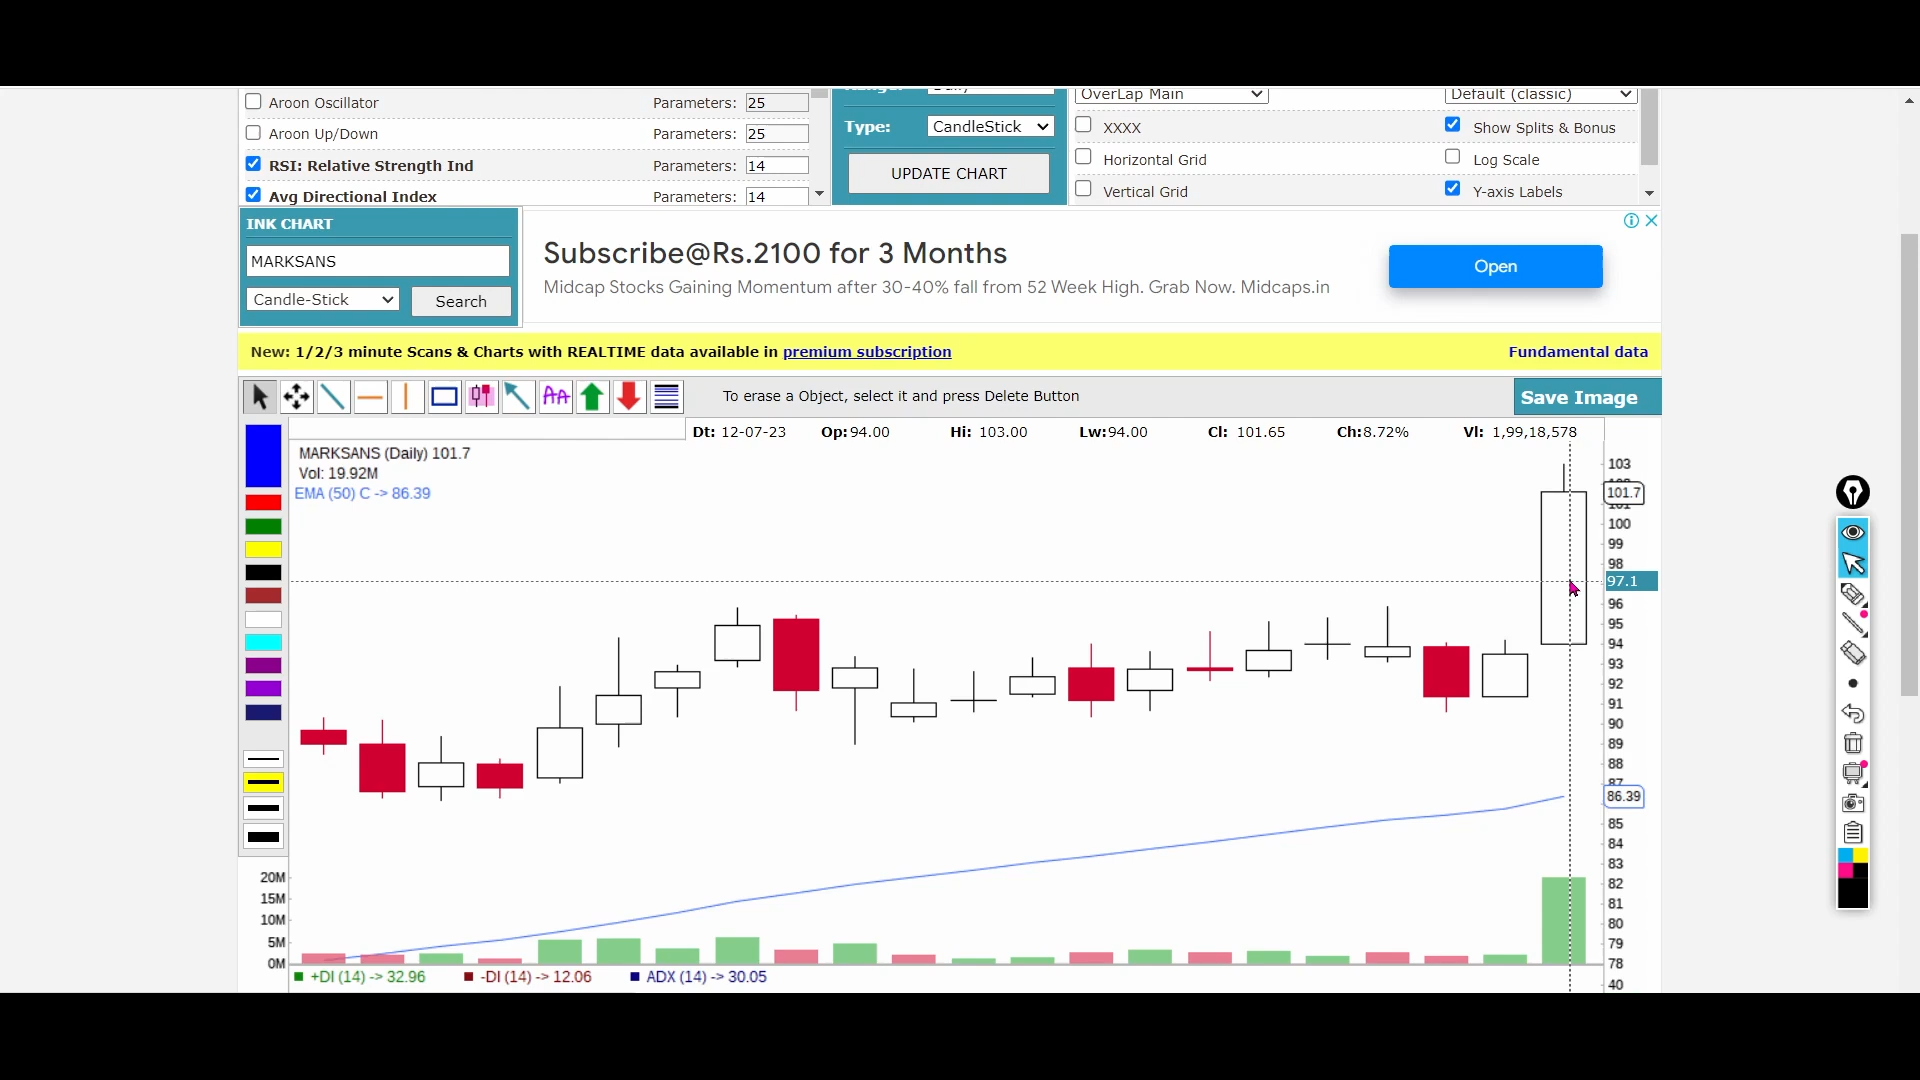 Aroon Oscillator Parameters: 25
Aroon Up/Down Parameters: 25
RSI: Relative Strength Ind Parameters: 14
Avg Directional Index Parameters: 14
Type: CandleStick
UPDATE CHART
OverLap Main Default (classic)
XXXX Show Splits & Bonus
Horizontal Grid Log Scale
Vertical Grid Y-axis Labels
INK CHART
MARKSANS
Candle-Stick Search
Subscribe@Rs.2100 for 3 Months
Midcap Stocks Gaining Momentum after 30-40% fall from 52 Week High. Grab Now. Midcaps.in
Open
New: 1/2/3 minute Scans & Charts with REALTIME data available in premium subscription Fundamental data
AA To erase a Object, select it and press Delete Button Save Image
Dt: 12-07-23 Op:94.00 Hi: 103.00 Lw:94.00 Cl: 101.65 Ch:8.72% Vl: 1,99,18,578
MARKSANS (Daily) 101.7
Vol: 19.92M
EMA (50) C -> 86.39
103
101.7
100
99
98
97.1
96
95
94
93
92
91
90
89
88
87
86.39
85
84
83
82
81
80
79
78
40
20M
15M
10M
5M
0M
+DI (14) -> 32.96 -DI (14) -> 12.06 ADX (14) -> 30.05